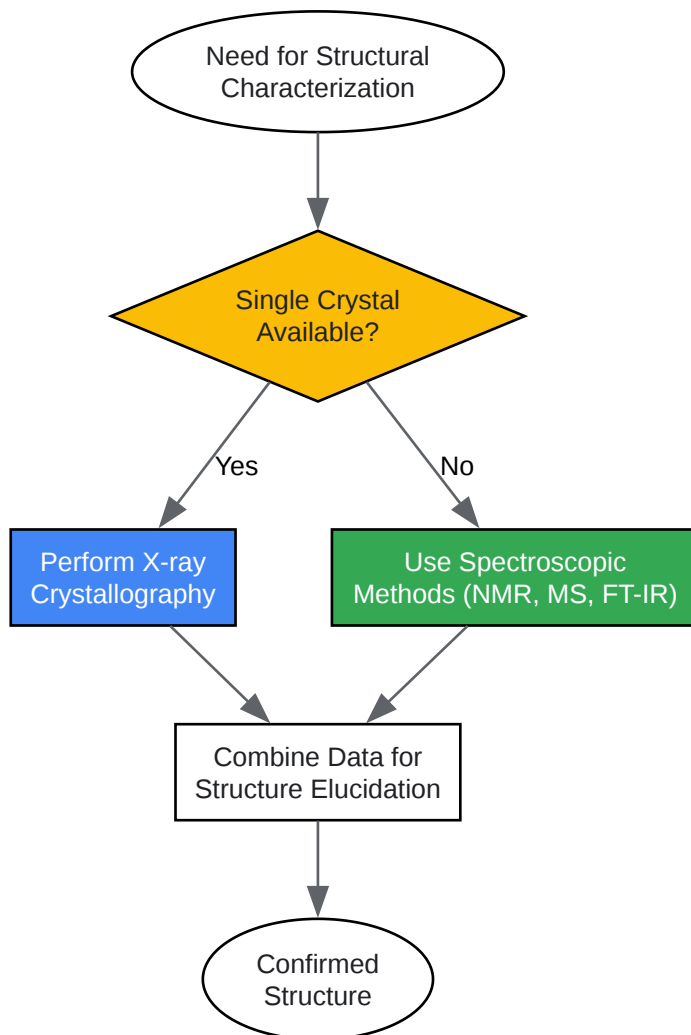 Need for Structural
Characterization
Single Crystal
Available?
Yes
No
Perform X-ray
Crystallography
Use Spectroscopic
Methods (NMR, MS, FT-IR)
Combine Data for
Structure Elucidation
Confirmed
Structure